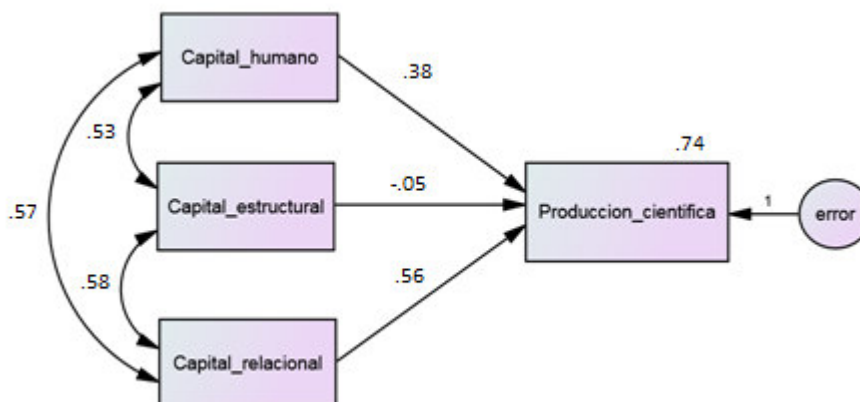 Capital_humano
.38
.53
.74
Capital_estructural
-.05
Produccion_cientifica
1
error
.57
.58
.56
Capital_relacional